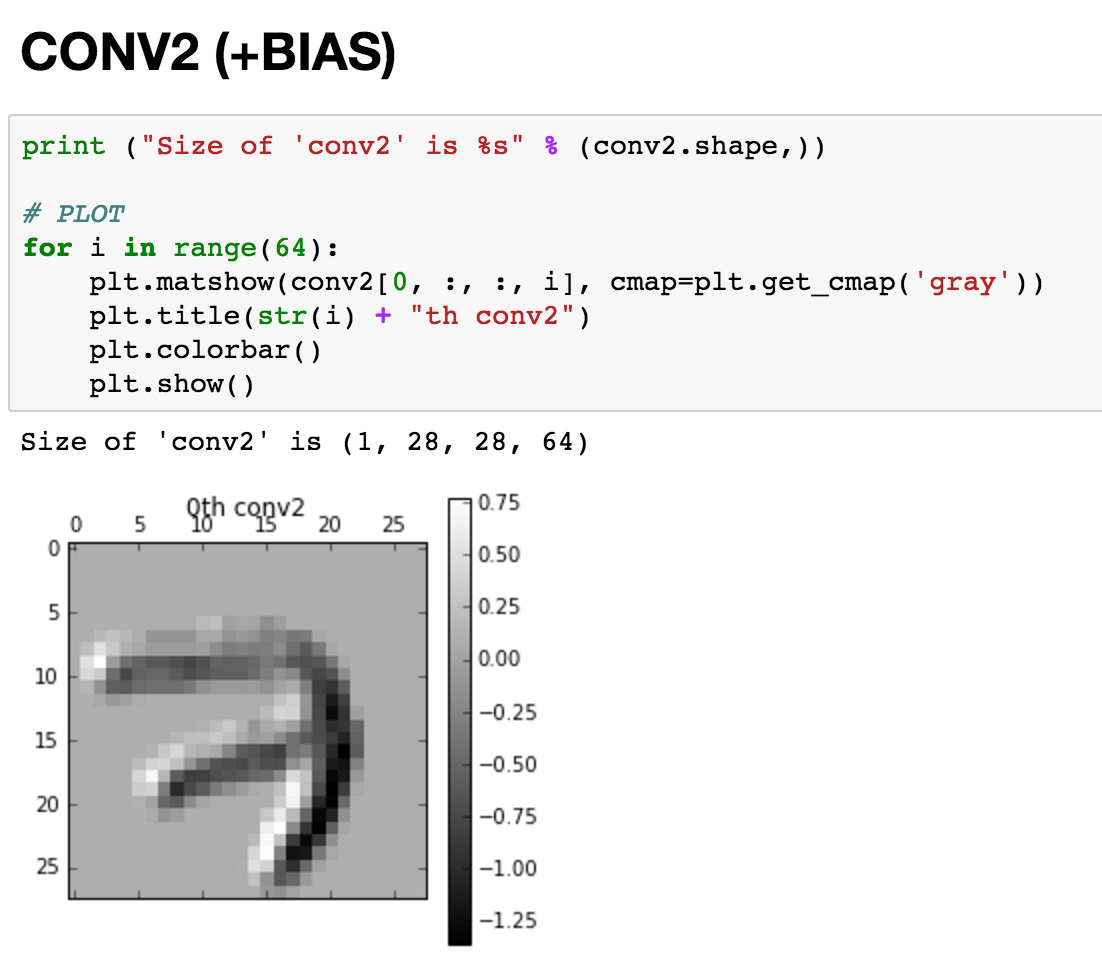 CONV2 (+BIAS)
print ("Size of 'conv2' is %s" % (conv2.shape,))
# PLOT
for i in range(64):
    plt.matshow(conv2[0, :, :, i], cmap=plt.get_cmap('gray'))
    plt.title(str(i) + "th conv2")
    plt.colorbar()
    plt.show()
Size of 'conv2' is (1, 28, 28, 64)
0th conv2
0 5 10 15 20 25
0
5
10
15
20
25
0.75
0.50
0.25
0.00
−0.25
−0.50
−0.75
−1.00
−1.25